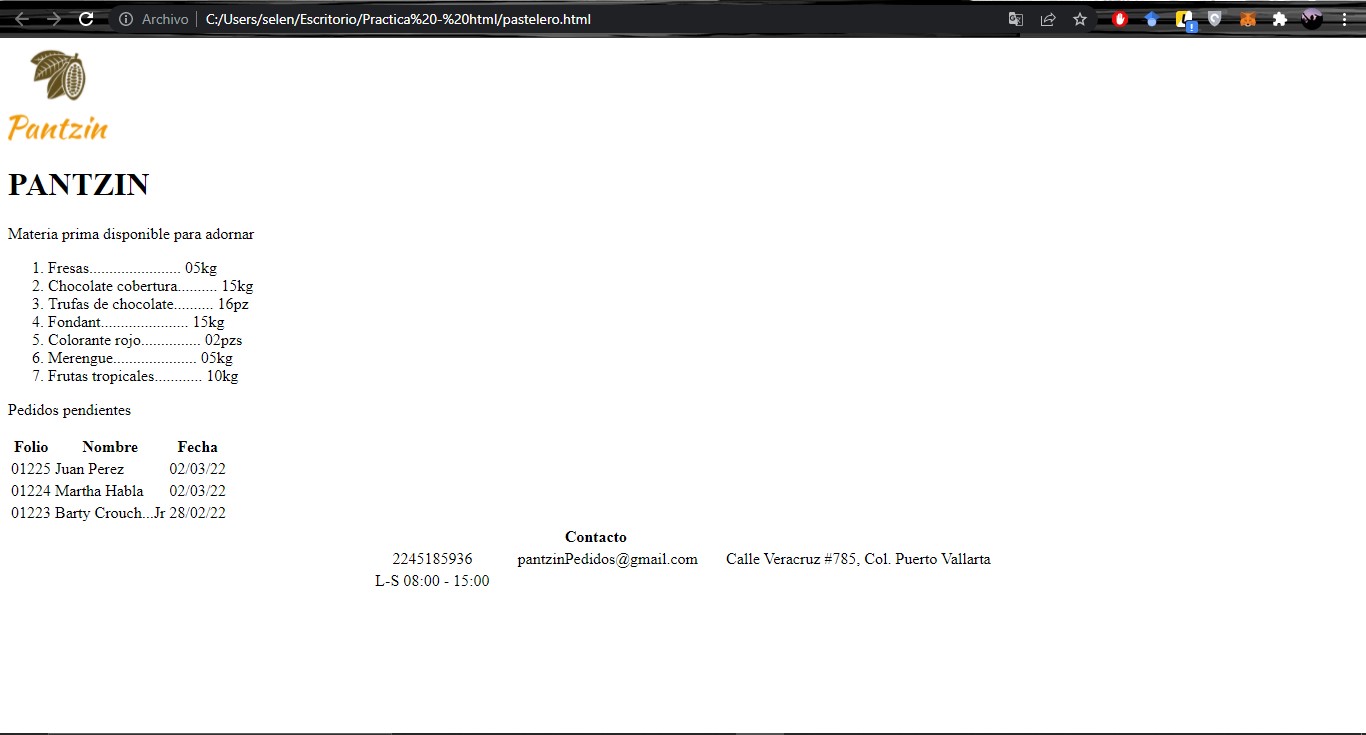 Archivo C:/Users/selen/Escritorio/Practica%20-%20html/pastelero.html
Pantzin
PANTZIN
Materia prima disponible para adornar
1. Fresas....................... 05kg
2. Chocolate cobertura.......... 15kg
3. Trufas de chocolate.......... 16pz
4. Fondant...................... 15kg
5. Colorante rojo............... 02pzs
6. Merengue..................... 05kg
7. Frutas tropicales............ 10kg
Pedidos pendientes
Folio Nombre Fecha
01225 Juan Perez 02/03/22
01224 Martha Habla 02/03/22
01223 Barty Crouch...Jr 28/02/22
Contacto
2245185936 pantzinPedidos@gmail.com Calle Veracruz #785, Col. Puerto Vallarta
L-S 08:00 - 15:00